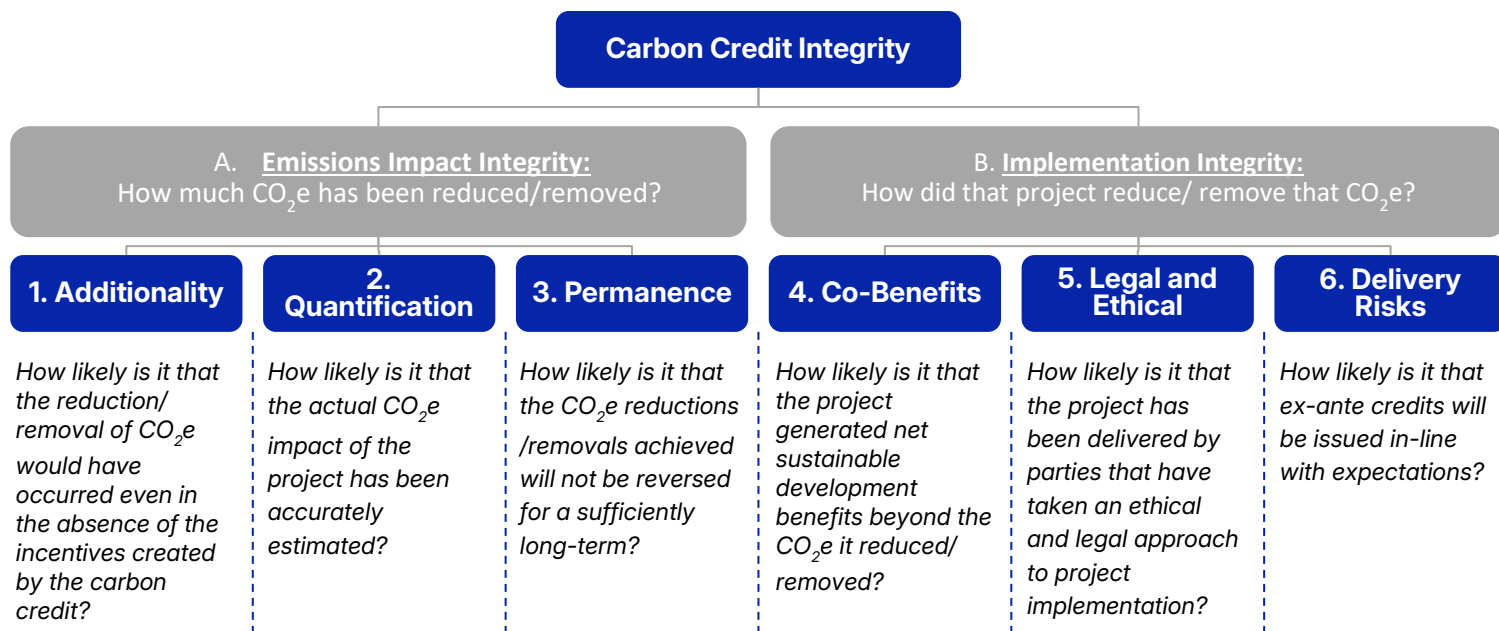 Carbon Credit Integrity
A. Emissions Impact Integrity:
How much CO₂e has been reduced/removed?
B. Implementation Integrity:
How did that project reduce/ remove that CO₂e?
1. Additionality
2.
Quantification
3. Permanence
4. Co-Benefits
5. Legal and
Ethical
6. Delivery
Risks
How likely is it that
the reduction/
removal of CO₂e
would have
occurred even in
the absence of the
incentives created
by the carbon
credit?
How likely is it that
the actual CO₂e
impact of the
project has been
accurately
estimated?
How likely is it that
the CO₂e reductions
/removals achieved
will not be reversed
for a sufficiently
long-term?
How likely is it that
the project
generated net
sustainable
development
benefits beyond the
CO₂e it reduced/
removed?
How likely is it that
the project has
been delivered by
parties that have
taken an ethical
and legal approach
to project
implementation?
How likely is it that
ex-ante credits will
be issued in-line
with expectations?